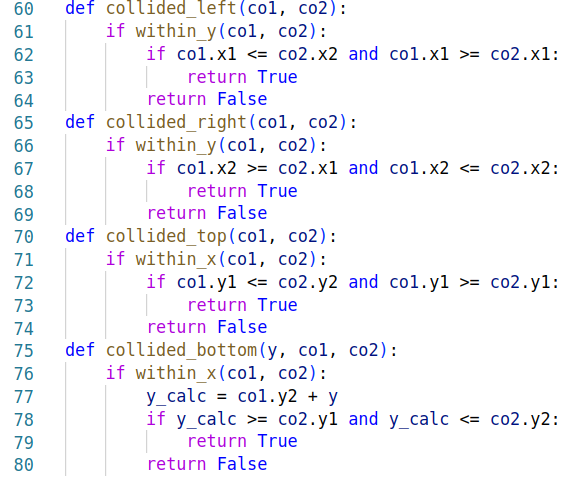 60 def collided_left(co1, co2):
61     if within_y(co1, co2):
62         if co1.x1 <= co2.x2 and co1.x1 >= co2.x1:
63             return True
64         return False
65 def collided_right(co1, co2):
66     if within_y(co1, co2):
67         if co1.x2 >= co2.x1 and co1.x2 <= co2.x2:
68             return True
69         return False
70 def collided_top(co1, co2):
71     if within_x(co1, co2):
72         if co1.y1 <= co2.y2 and co1.y1 >= co2.y1:
73             return True
74         return False
75 def collided_bottom(y, co1, co2):
76     if within_x(co1, co2):
77         y_calc = co1.y2 + y
78         if y_calc >= co2.y1 and y_calc <= co2.y2:
79             return True
80         return False